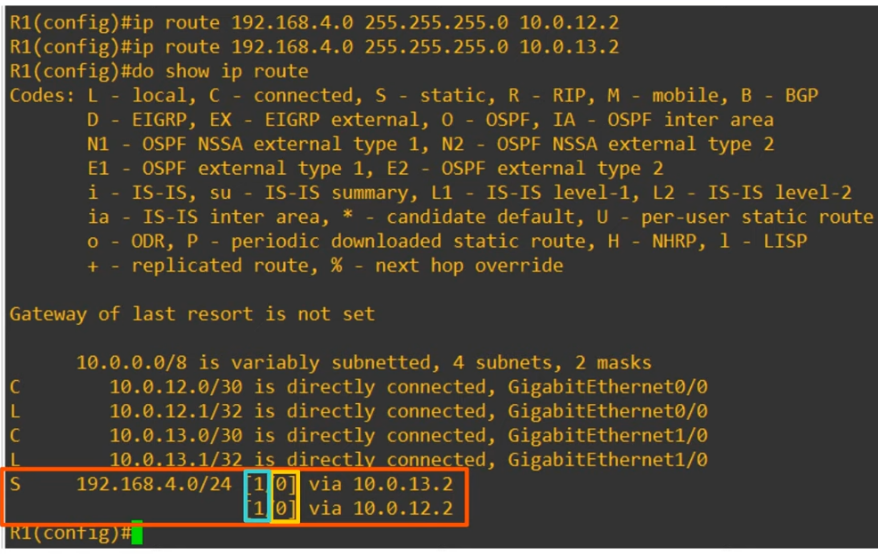 R1(config)#ip route 192.168.4.0 255.255.255.0 10.0.12.2
R1(config)#ip route 192.168.4.0 255.255.255.0 10.0.13.2
R1(config)#do show ip route
Codes: L - local, C - connected, S - static, R - RIP, M - mobile, B - BGP
       D - EIGRP, EX - EIGRP external, O - OSPF, IA - OSPF inter area
       N1 - OSPF NSSA external type 1, N2 - OSPF NSSA external type 2
       E1 - OSPF external type 1, E2 - OSPF external type 2
       i - IS-IS, su - IS-IS summary, L1 - IS-IS level-1, L2 - IS-IS level-2
       ia - IS-IS inter area, * - candidate default, U - per-user static route
       o - ODR, P - periodic downloaded static route, H - NHRP, l - LISP
       + - replicated route, % - next hop override
Gateway of last resort is not set
      10.0.0.0/8 is variably subnetted, 4 subnets, 2 masks
C        10.0.12.0/30 is directly connected, GigabitEthernet0/0
L        10.0.12.1/32 is directly connected, GigabitEthernet0/0
C        10.0.13.0/30 is directly connected, GigabitEthernet1/0
L        10.0.13.1/32 is directly connected, GigabitEthernet1/0
S     192.168.4.0/24 [1/0] via 10.0.13.2
                     [1/0] via 10.0.12.2
R1(config)#